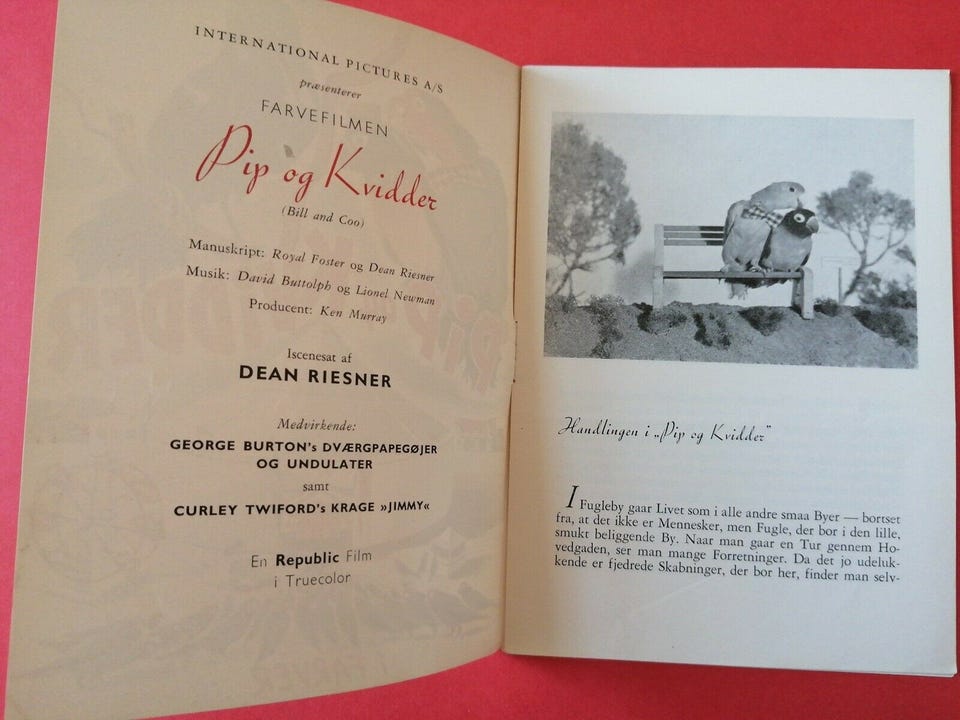 INTERNATIONAL PICTURES A/S
præsenterer
FARVEFILMEN
Pip og Kvidder
(Bill and Coo)
Manuskript: Royal Foster og Dean Riesner
Musik: David Buttolph og Lionel Newman
Producent: Ken Murray
Iscenesat af
DEAN RIESNER
Medvirkende:
GEORGE BURTON's DVÆRGPAPEGØJER
OG UNDULATER
samt
CURLEY TWIFORD's KRAGE »JIMMY«
En Republic Film
i Truecolor
Handlingen i „Pip og Kvidder”
I Fugleby gaar Livet som i alle andre smaa Byer — bortset
fra, at det ikke er Mennesker, men Fugle, der bor i den lille,
smukt beliggende By. Naar man gaar en Tur gennem Ho-
vedgaden, ser man mange Forretninger. Da det jo udeluk-
kende er fjedrede Skabninger, der bor her, finder man selv-